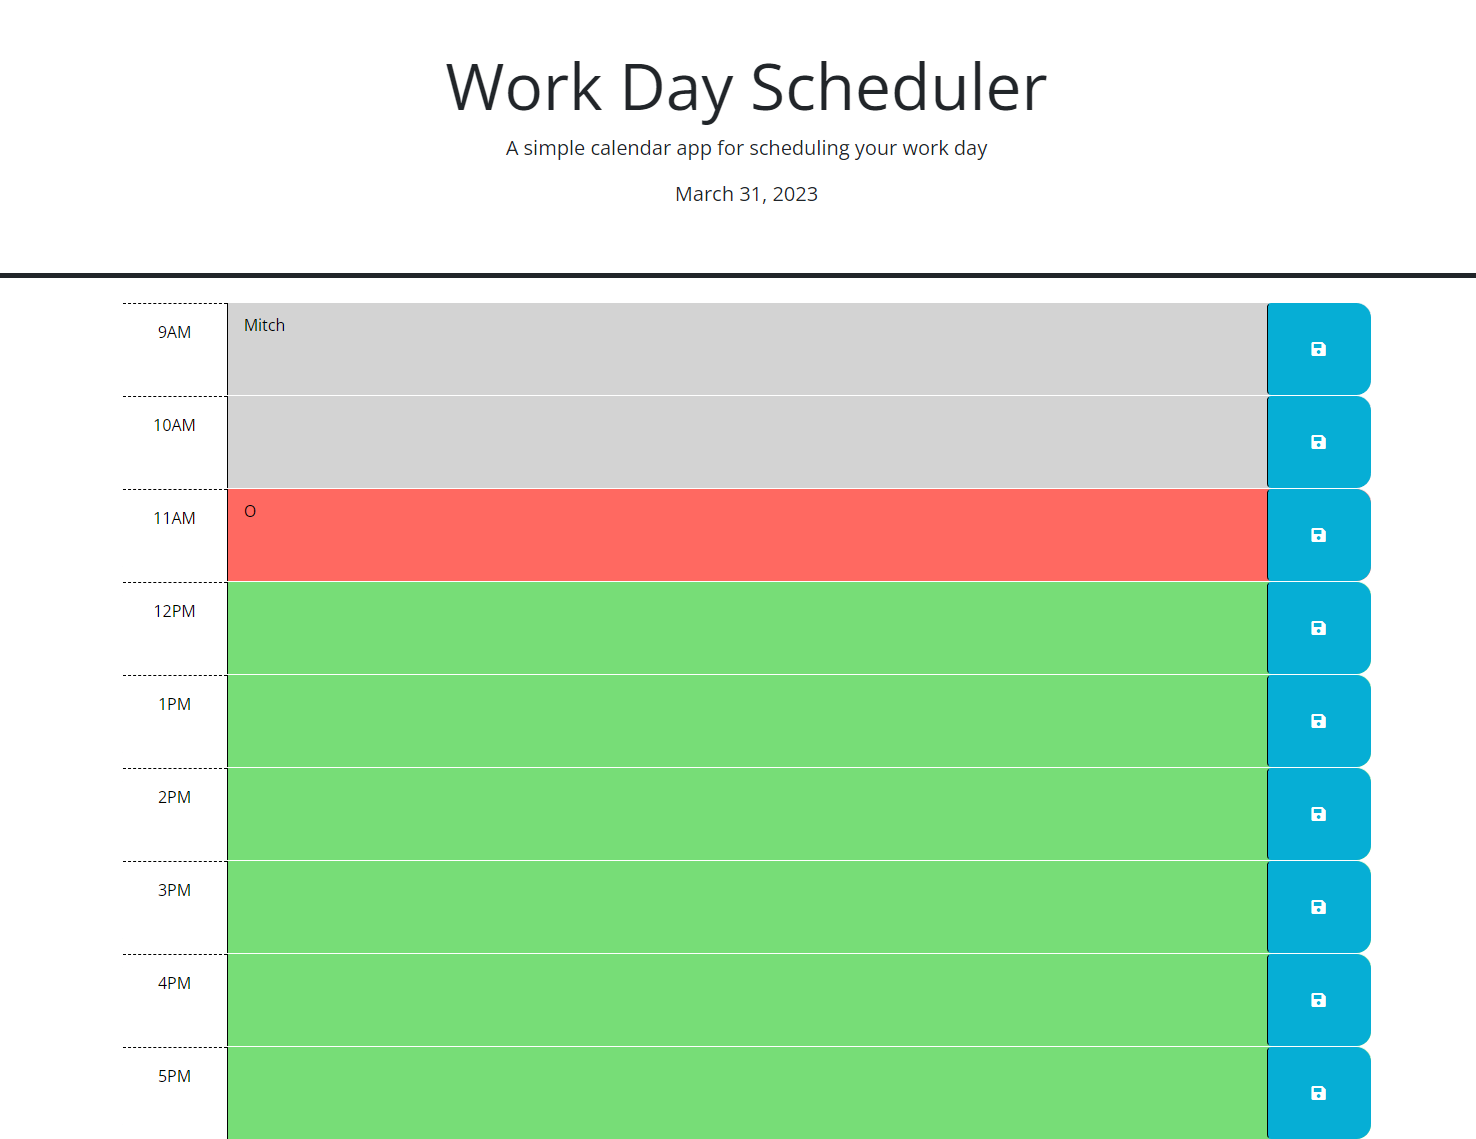 Work Day Scheduler
A simple calendar app for scheduling your work day
March 31, 2023
9AM
Mitch
10AM
11AM
O
12PM
1PM
2PM
3PM
4PM
5PM